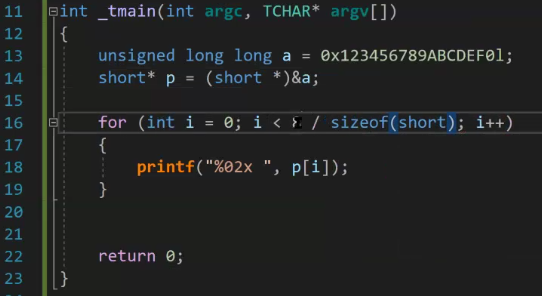 11 int _tmain(int argc, TCHAR* argv[])
12 {
13 unsigned long long a = 0x123456789ABCDEF0l;
14 short* p = (short *)&a;
15
16 for (int i = 0; i < / sizeof(short); i++)
17 {
18 printf("%02x ", p[i]);
19 }
20
21
22 return 0;
23 }